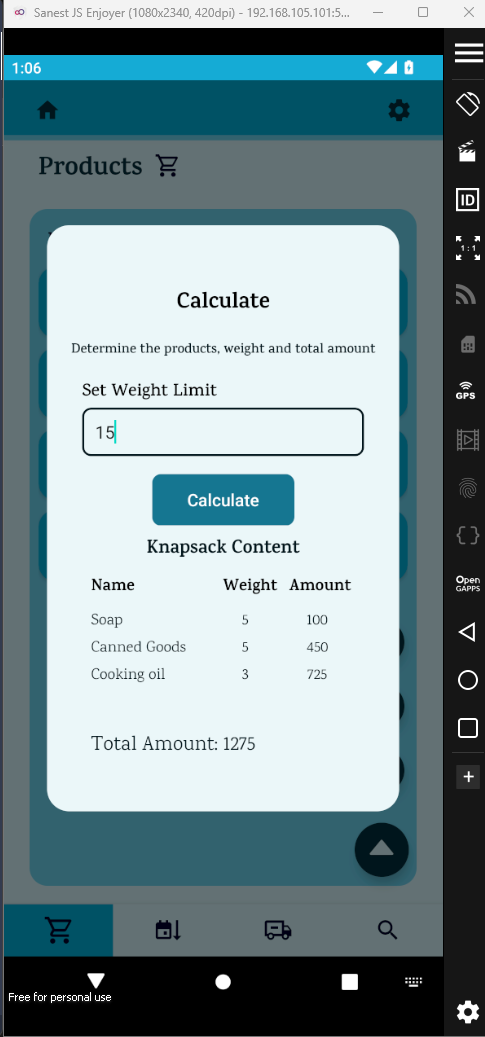 Sanest JS Enjoyer (1080x2340, 420dpi) - 192.168.105.101:5...
1:06
Products
Calculate
Determine the products, weight and total amount
Set Weight Limit
15
Calculate
Knapsack Content
Name Weight Amount
Soap 5 100
Canned Goods 5 450
Cooking oil 3 725
Total Amount: 1275
Free for personal use
ID
1:1
GPS
Open
GAPPS